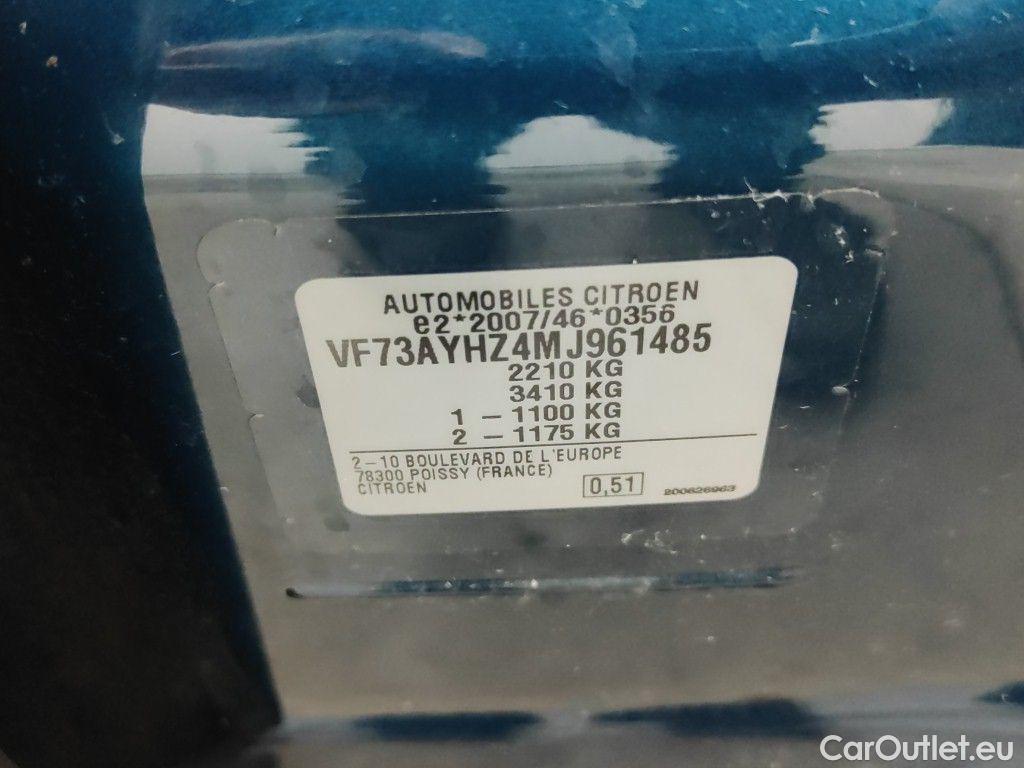 AUTOMOBILES CITROEN
e2*2007/46*0356
VF73AYHZ4MJ961485
2210 KG
3410 KG
1 – 1100 KG
2 – 1175 KG
2–10 BOULEVARD DE L'EUROPE
78300 POISSY (FRANCE)
CITROEN
0,51
200626963
CarOutlet.eu